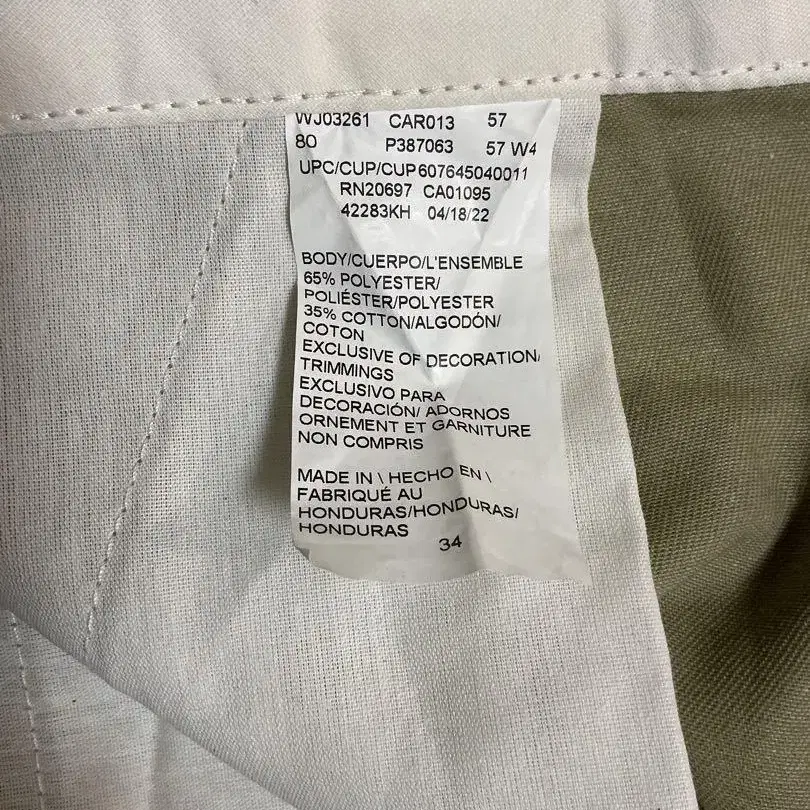 WJ03261 CAR013 57
80 P387063 57 W4
UPC/CUP/CUP607645040011
RN20697 CA01095
42283KH 04/18/22
BODY/CUERPO/L'ENSEMBLE
65% POLYESTER/
POLIÉSTER/POLYESTER
35% COTTON/ALGODÓN/
COTON
EXCLUSIVE OF DECORATION/
TRIMMINGS
EXCLUSIVO PARA
DECORACIÓN/ ADORNOS
ORNEMENT ET GARNITURE
NON COMPRIS
MADE IN \ HECHO EN \
FABRIQUÉ AU
HONDURAS/HONDURAS/
HONDURAS
34